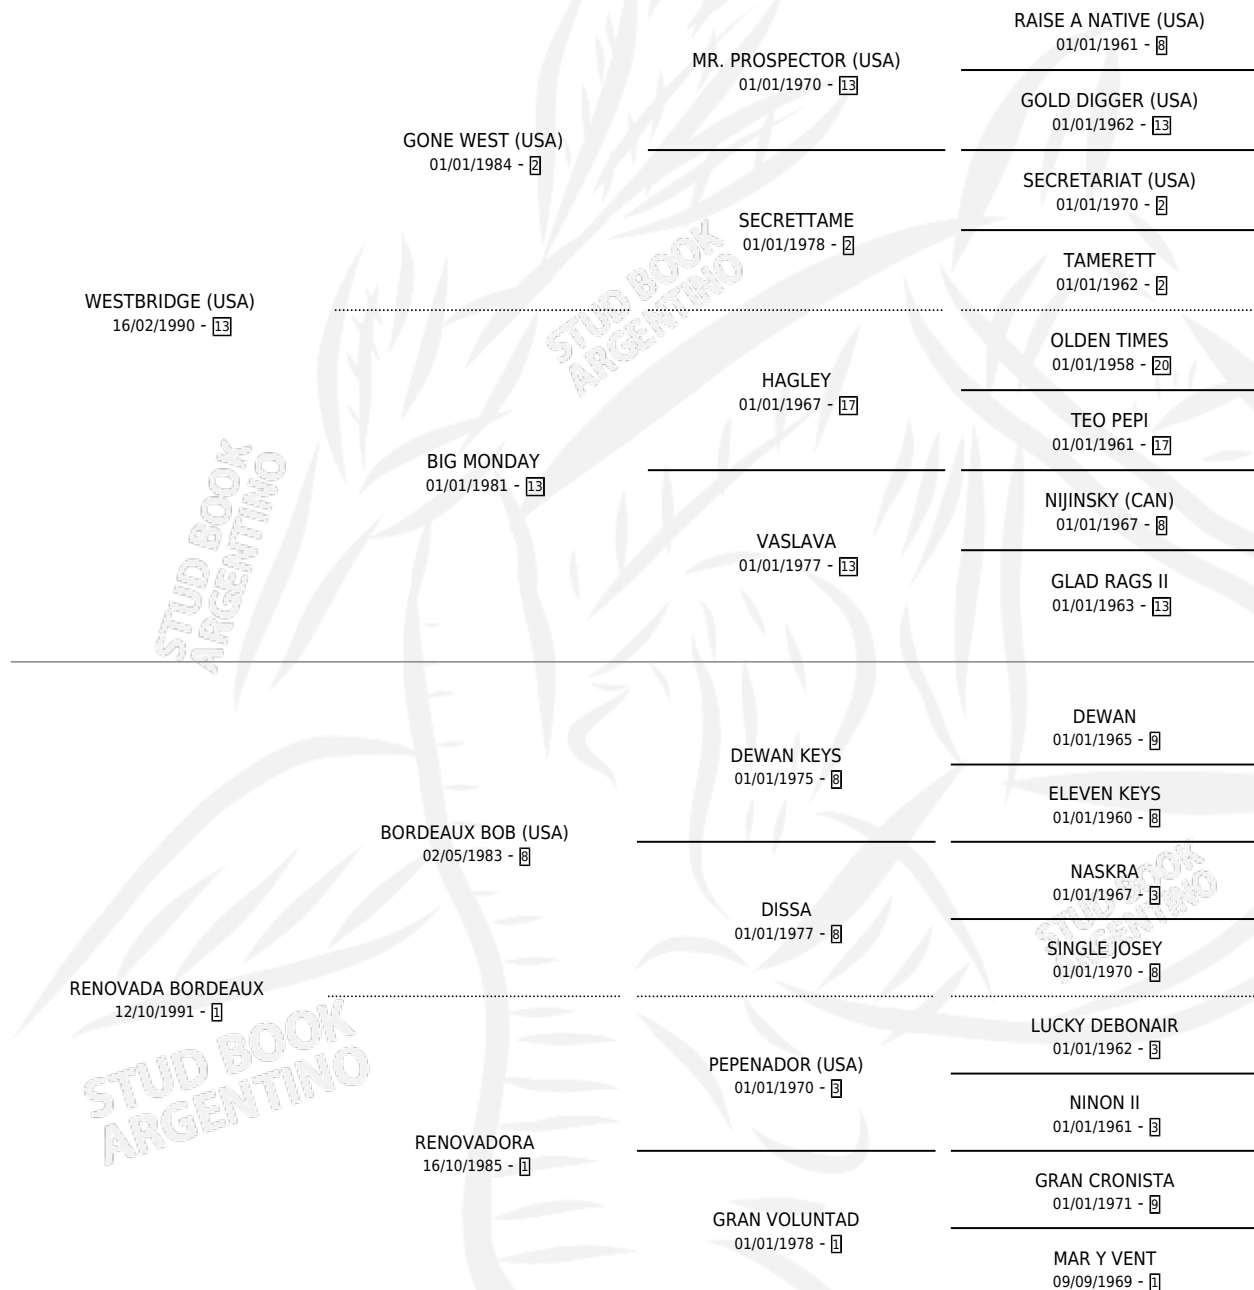 RAISE A NATIVE (USA)
01/01/1961 - 8
MR. PROSPECTOR (USA)
01/01/1970 - 13
GOLD DIGGER (USA)
01/01/1962 - 13
GONE WEST (USA)
01/01/1984 - 2
SECRETARIAT (USA)
01/01/1970 - 2
SECRETTAME
01/01/1978 - 2
TAMERETT
01/01/1962 - 2
WESTBRIDGE (USA)
16/02/1990 - 13
OLDEN TIMES
01/01/1958 - 20
HAGLEY
01/01/1967 - 17
TEO PEPI
01/01/1961 - 17
BIG MONDAY
01/01/1981 - 13
NIJINSKY (CAN)
01/01/1967 - 8
VASLAVA
01/01/1977 - 13
GLAD RAGS II
01/01/1963 - 13
DEWAN
01/01/1965 - 9
DEWAN KEYS
01/01/1975 - 8
ELEVEN KEYS
01/01/1960 - 8
BORDEAUX BOB (USA)
02/05/1983 - 8
NASKRA
01/01/1967 - 3
DISSA
01/01/1977 - 8
SINGLE JOSEY
01/01/1970 - 8
RENOVADA BORDEAUX
12/10/1991 - 1
LUCKY DEBONAIR
01/01/1962 - 3
PEPENADOR (USA)
01/01/1970 - 3
NINON II
01/01/1961 - 3
RENOVADORA
16/10/1985 - 1
GRAN CRONISTA
01/01/1971 - 9
GRAN VOLUNTAD
01/01/1978 - 1
MAR Y VENT
09/09/1969 - 1
STUD BOOK
ARGENTINO
STUD BOOK
ARGENTINO
STUD BOOK
ARGENTINO
STUD BOOK
ARGENTINO